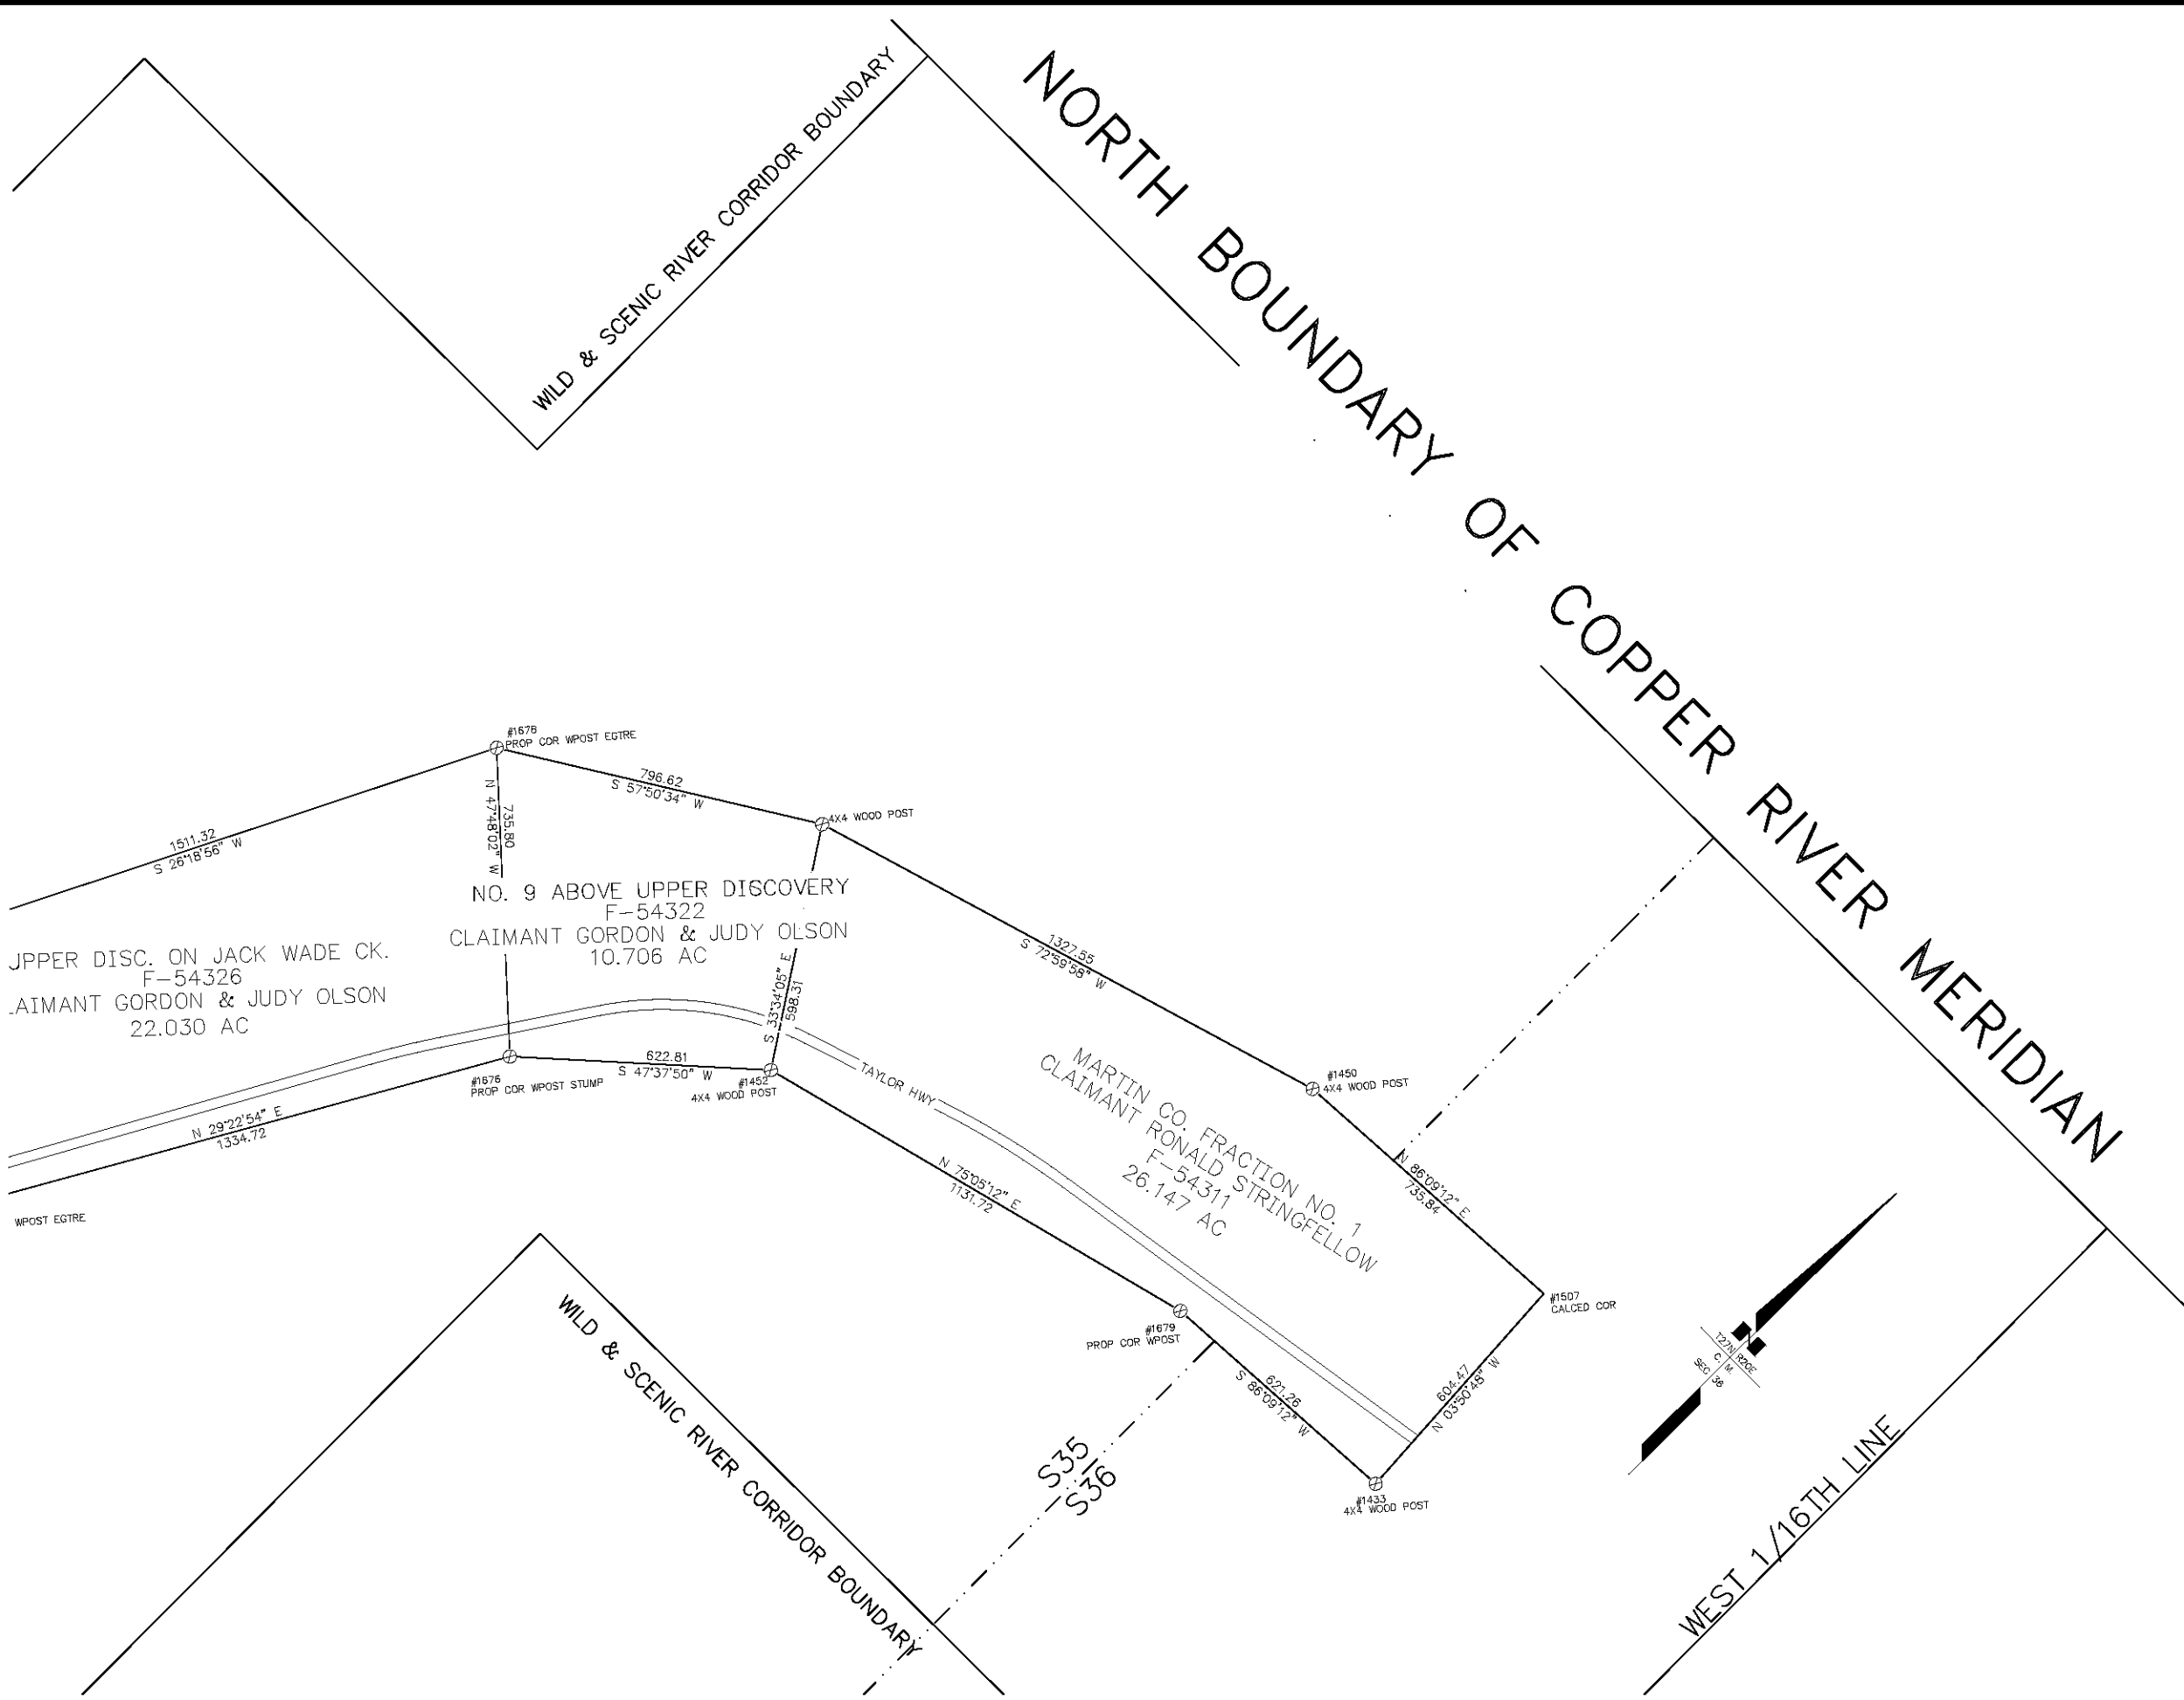 NORTH BOUNDARY OF COPPER RIVER MERIDIAN
WILD & SCENIC RIVER CORRIDOR BOUNDARY
#1678
PROP COR WPOST EGTRE
796.62
S 57°50'34" W
4X4 WOOD POST
1511.32
S 26°18'56" W
N 47°48'02" W
735.80
NO. 9 ABOVE UPPER DISCOVERY
F-54322
CLAIMANT GORDON & JUDY OLSON
10.706 AC
UPPER DISC. ON JACK WADE CK.
F-54326
LAIMANT GORDON & JUDY OLSON
22.030 AC
S 33°34'05" E
598.31
1327.55
S 72°59'58" W
622.81
S 47°37'50" W
#1676
PROP COR WPOST STUMP
#1452
4X4 WOOD POST
TAYLOR HWY
N 29°22'54" E
1334.72
WPOST EGTRE
MARTIN CO. FRACTION NO. 1
CLAIMANT RONALD STRINGFELLOW
F-54311
26.147 AC
#1450
4X4 WOOD POST
N 86°09'12" E
735.84
N 75°05'12" E
1131.72
#1507
CALCED COR
#1679
PROP COR WPOST
621.26
S 86°09'12" W
604.47
N 03°50'48" W
#1433
4X4 WOOD POST
WILD & SCENIC RIVER CORRIDOR BOUNDARY
S35
S36
N
T27N R20E
C. M.
SEC 36
WEST 1/16TH LINE